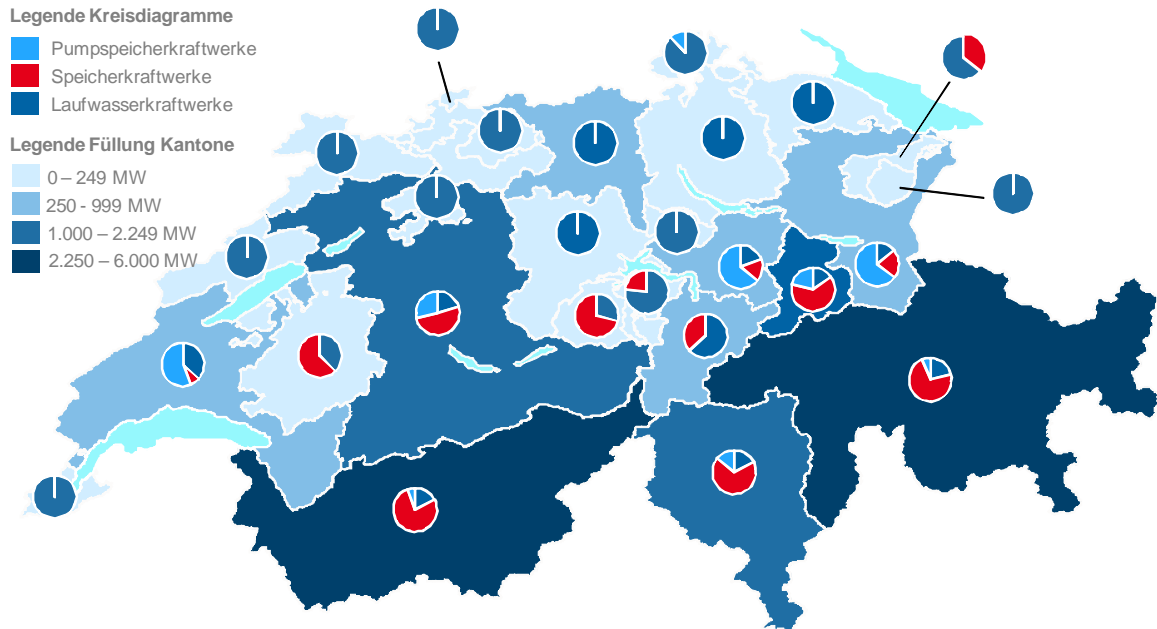 Legende Kreisdiagramme
Pumpspeicherkraftwerke
Speicherkraftwerke
Laufwasserkraftwerke
Legende Füllung Kantone
0 – 249 MW
250 - 999 MW
1.000 – 2.249 MW
2.250 – 6.000 MW